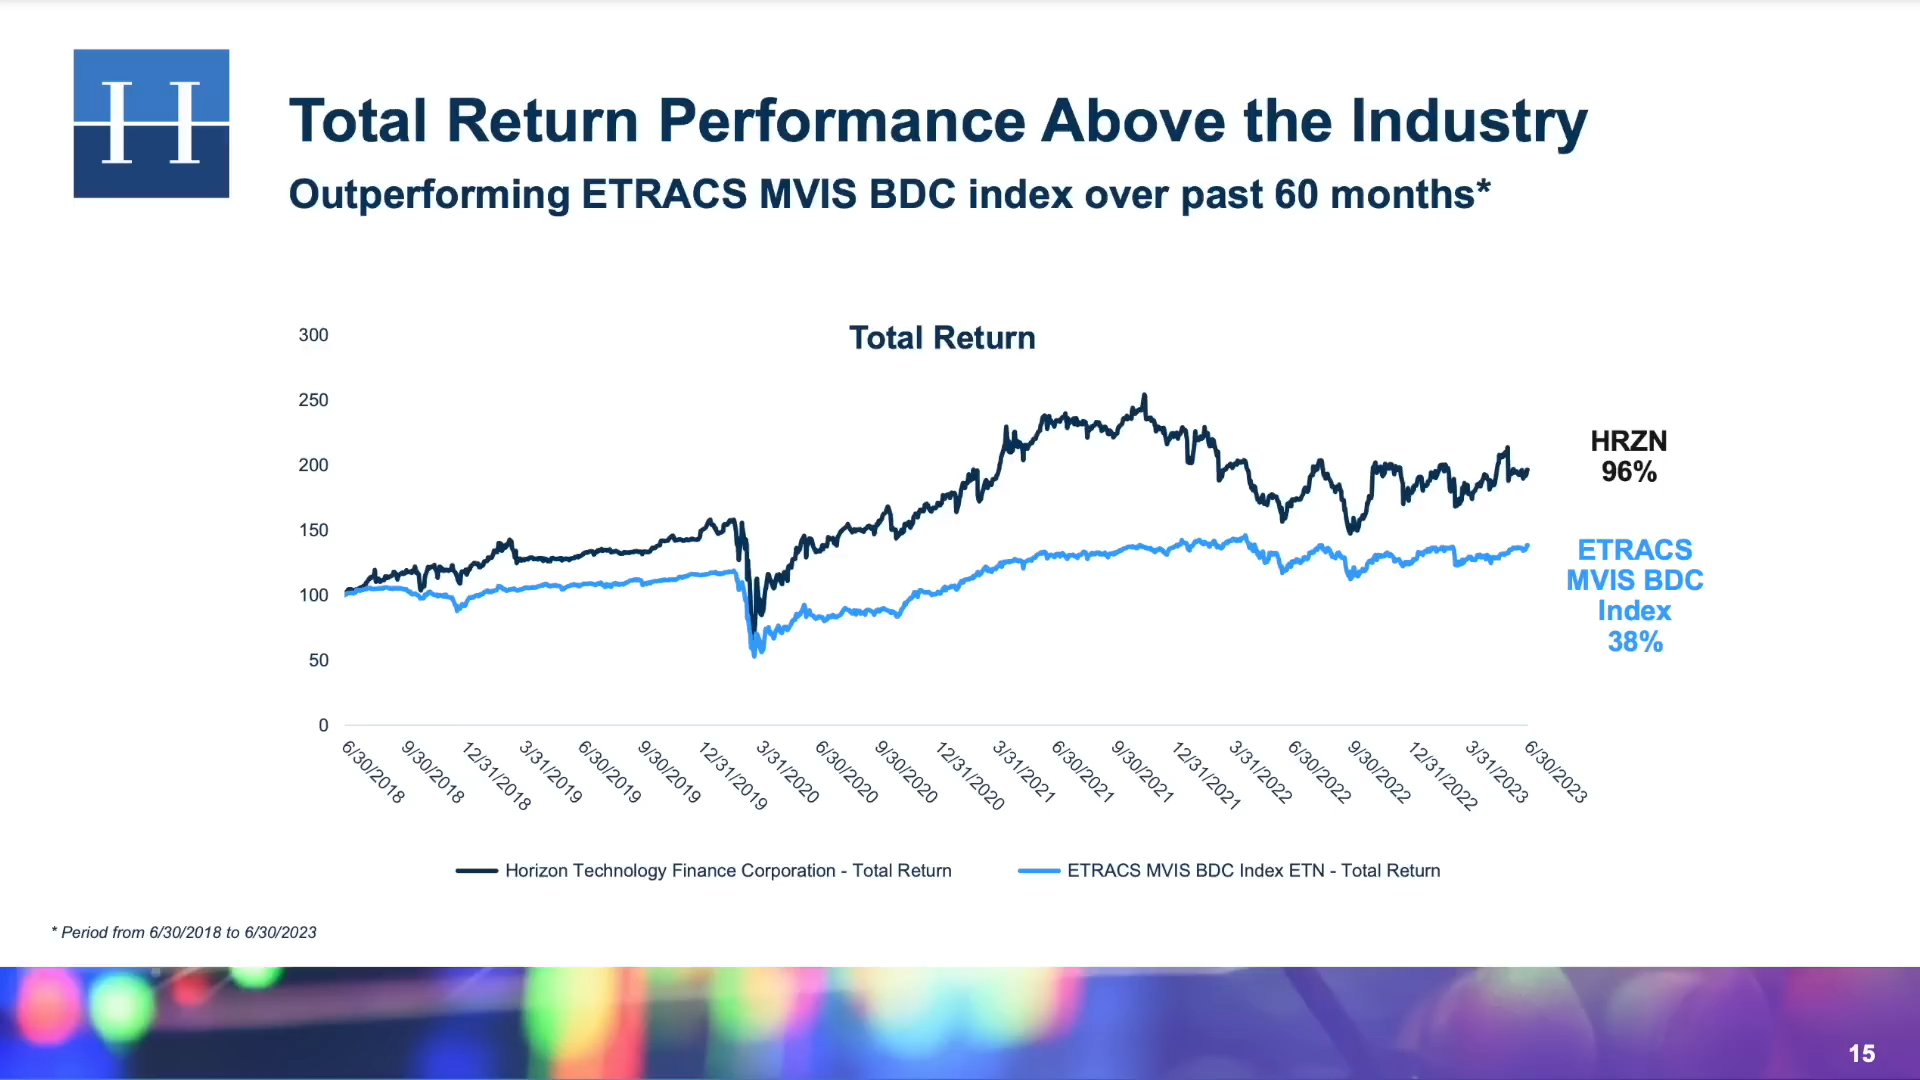 H
Total Return Performance Above the Industry
Outperforming ETRACS MVIS BDC index over past 60 months*
Total Return
300
250
200
150
100
50
0
6/30/2018
9/30/2018
12/31/2018
3/31/2019
6/30/2019
9/30/2019
12/31/2019
3/31/2020
6/30/2020
9/30/2020
12/31/2020
3/31/2021
6/30/2021
9/30/2021
12/31/2021
3/31/2022
6/30/2022
9/30/2022
12/31/2022
3/31/2023
6/30/2023
HRZN
96%
ETRACS
MVIS BDC
Index
38%
Horizon Technology Finance Corporation - Total Return
ETRACS MVIS BDC Index ETN - Total Return
* Period from 6/30/2018 to 6/30/2023
15